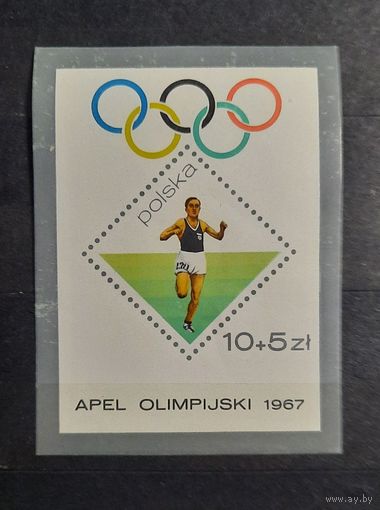 polska
10+5 zł
APEL OLIMPIJSKI 1967
www.ay.by